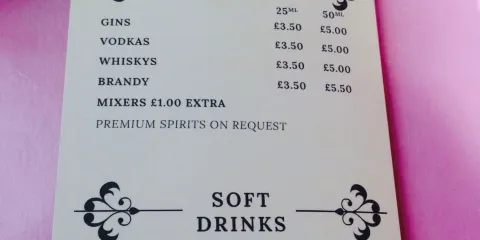 25ML 50ML
GINS £3.50 £5.00
VODKAS £3.50 £5.00
WHISKYS £3.50 £5.00
BRANDY £3.50 £5.50
MIXERS £1.00 EXTRA
PREMIUM SPIRITS ON REQUEST
SOFT
DRINKS